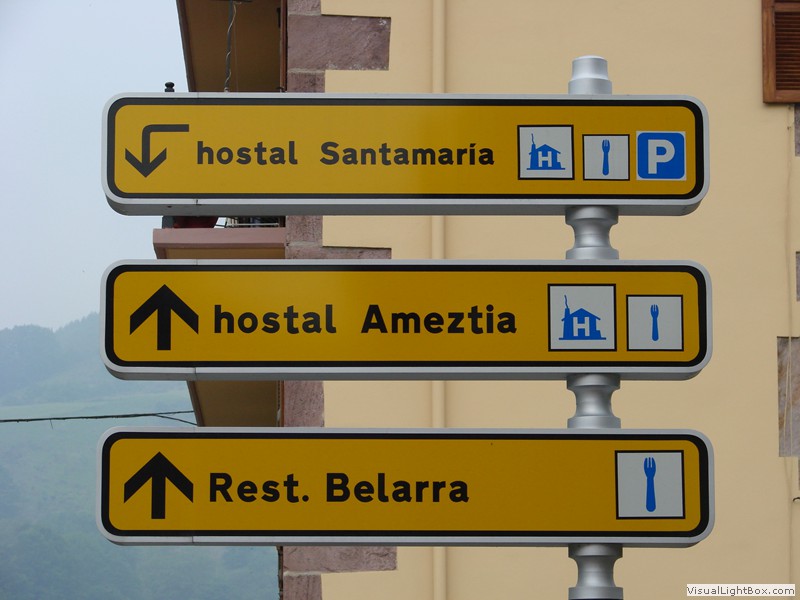 hostal Santamaría H P
hostal Ameztia H
Rest. Belarra
VisualLightBox.com